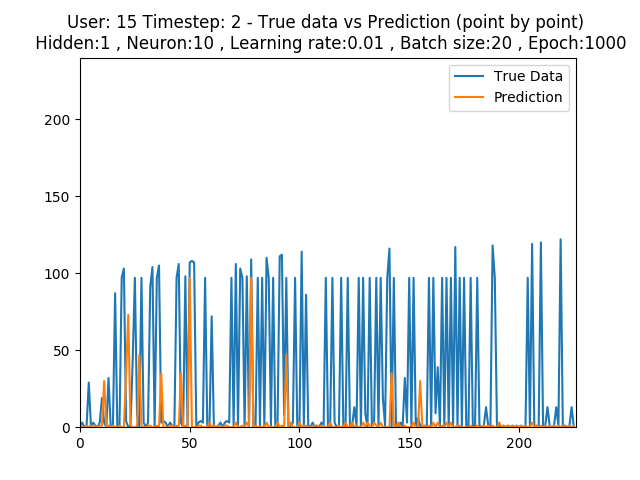 User: 15 Timestep: 2 - True data vs Prediction (point by point)
Hidden:1 , Neuron:10 , Learning rate:0.01 , Batch size:20 , Epoch:1000
True Data
Prediction
200
150
100
50
0
0 50 100 150 200